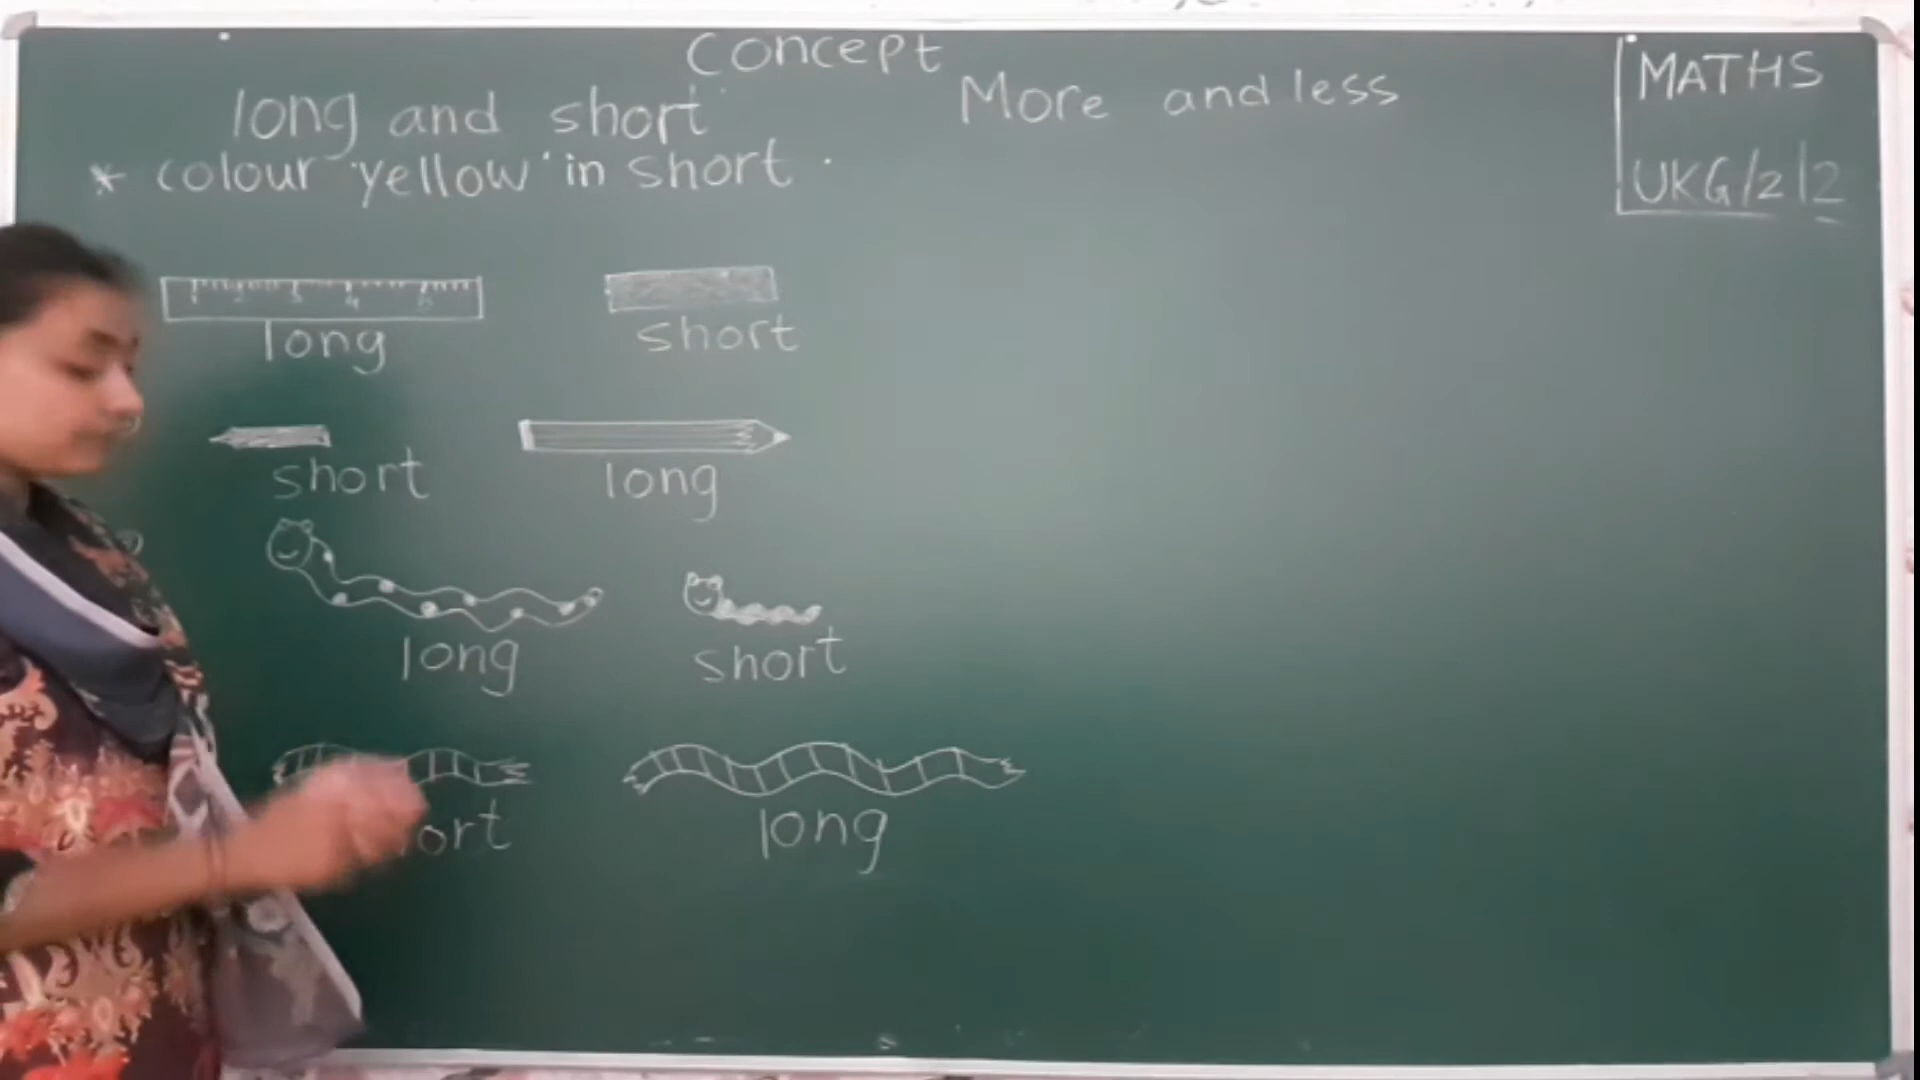 Concept
long and short
More and less
MATHS
UKG/2/2
* colour "yellow" in short.
long
short
short
long
long
short
long